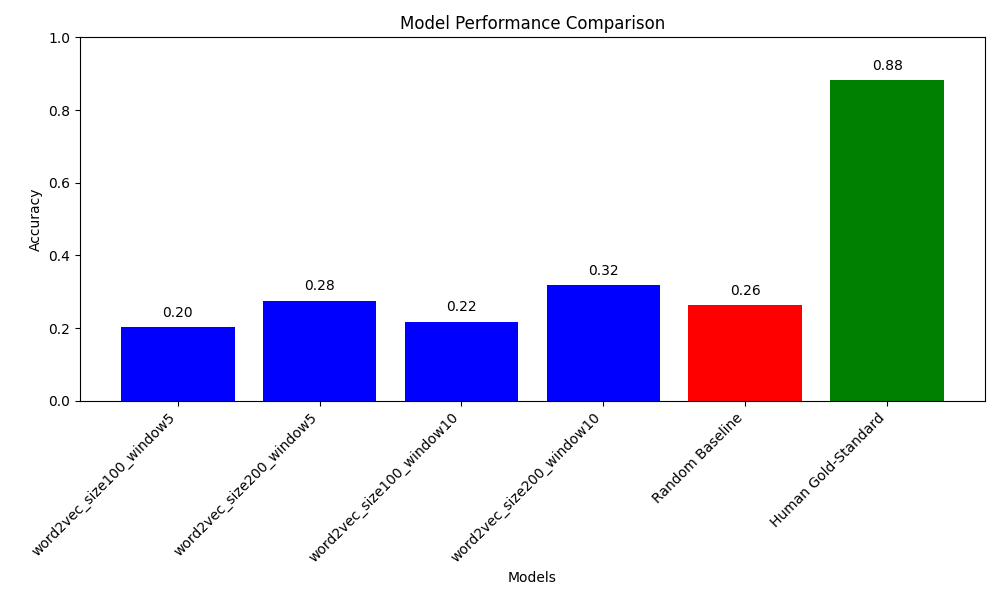 Model Performance Comparison
1.0
0.8
0.6
0.4
0.2
0.0
Accuracy
0.20
0.28
0.22
0.32
0.26
0.88
word2vec_size100_window5
word2vec_size200_window5
word2vec_size100_window10
word2vec_size200_window10
Random Baseline
Human Gold-Standard
Models